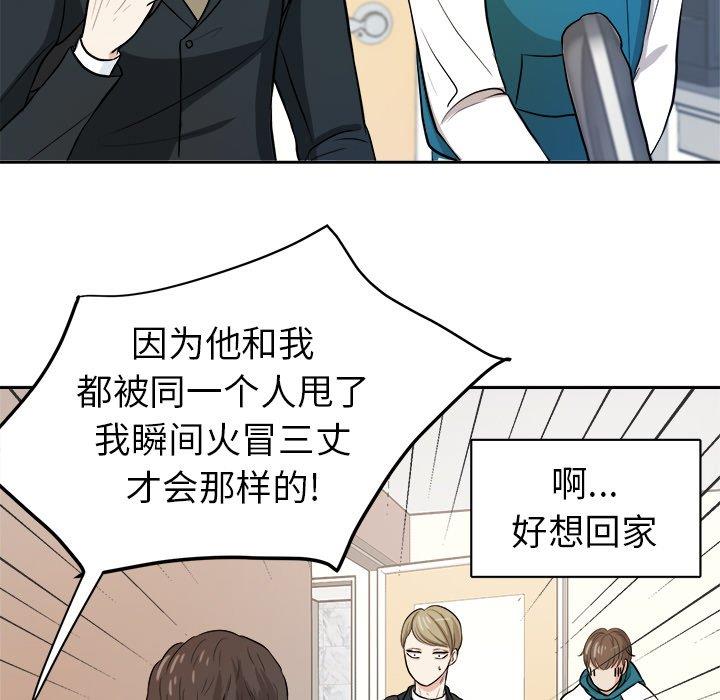 因为他和我
都被同一个人甩了
我瞬间火冒三丈
才会那样的!
啊...
好想回家